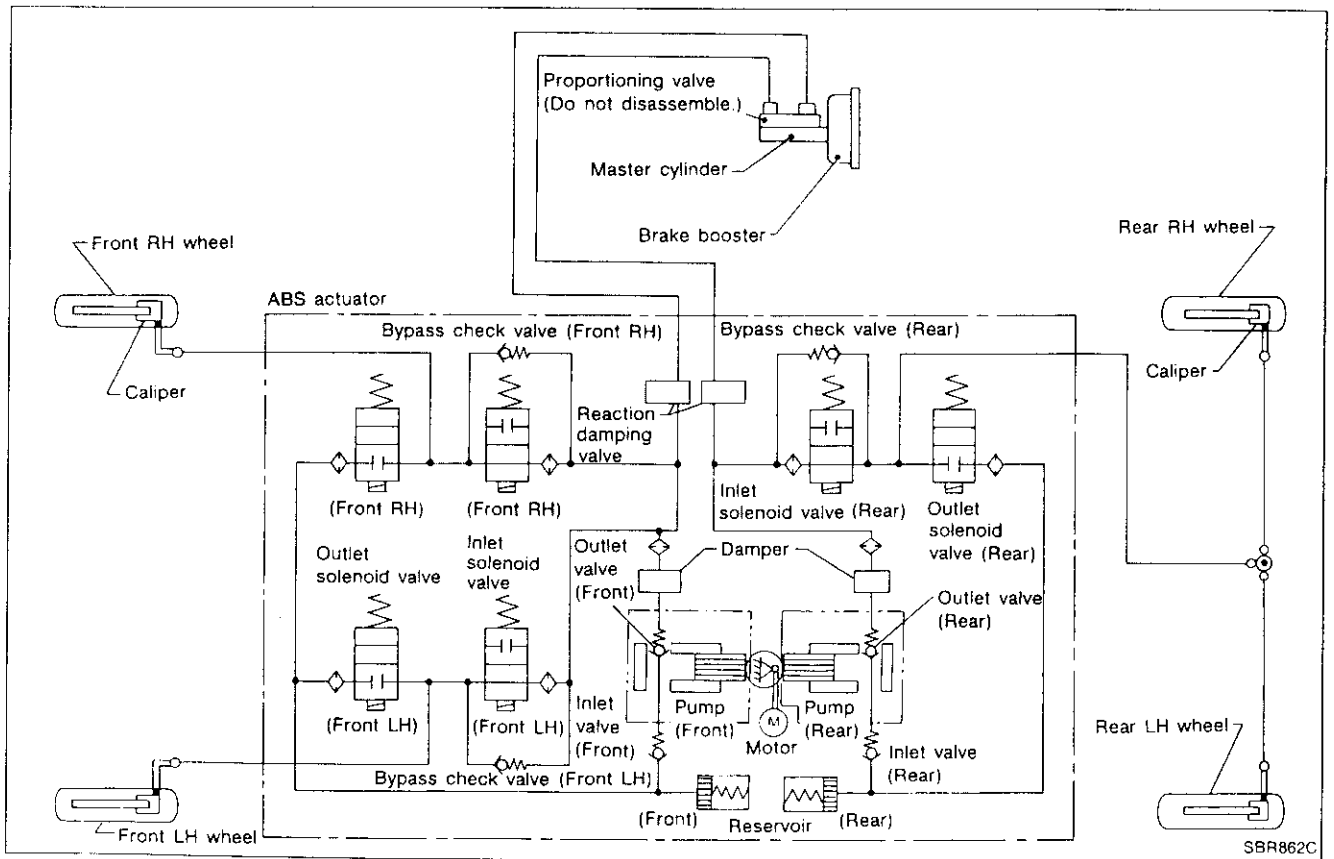 Proportioning valve
(Do not disassemble.)
Master cylinder
Brake booster
Front RH wheel
Rear RH wheel
ABS actuator
Bypass check valve (Front RH)
Bypass check valve (Rear)
Caliper
Caliper
Reaction
damping
valve
(Front RH)
(Front RH)
Inlet
solenoid valve (Rear)
Outlet
solenoid
valve (Rear)
Outlet
solenoid valve
Inlet
solenoid
valve
Outlet
valve
(Front)
Damper
Outlet valve
(Rear)
(Front LH)
(Front LH)
Inlet
valve
(Front)
Pump
(Front)
M
Motor
Pump
(Rear)
Inlet valve
(Rear)
Rear LH wheel
Bypass check valve (Front LH)
(Front)
Reservoir
(Rear)
Front LH wheel
SBR862C